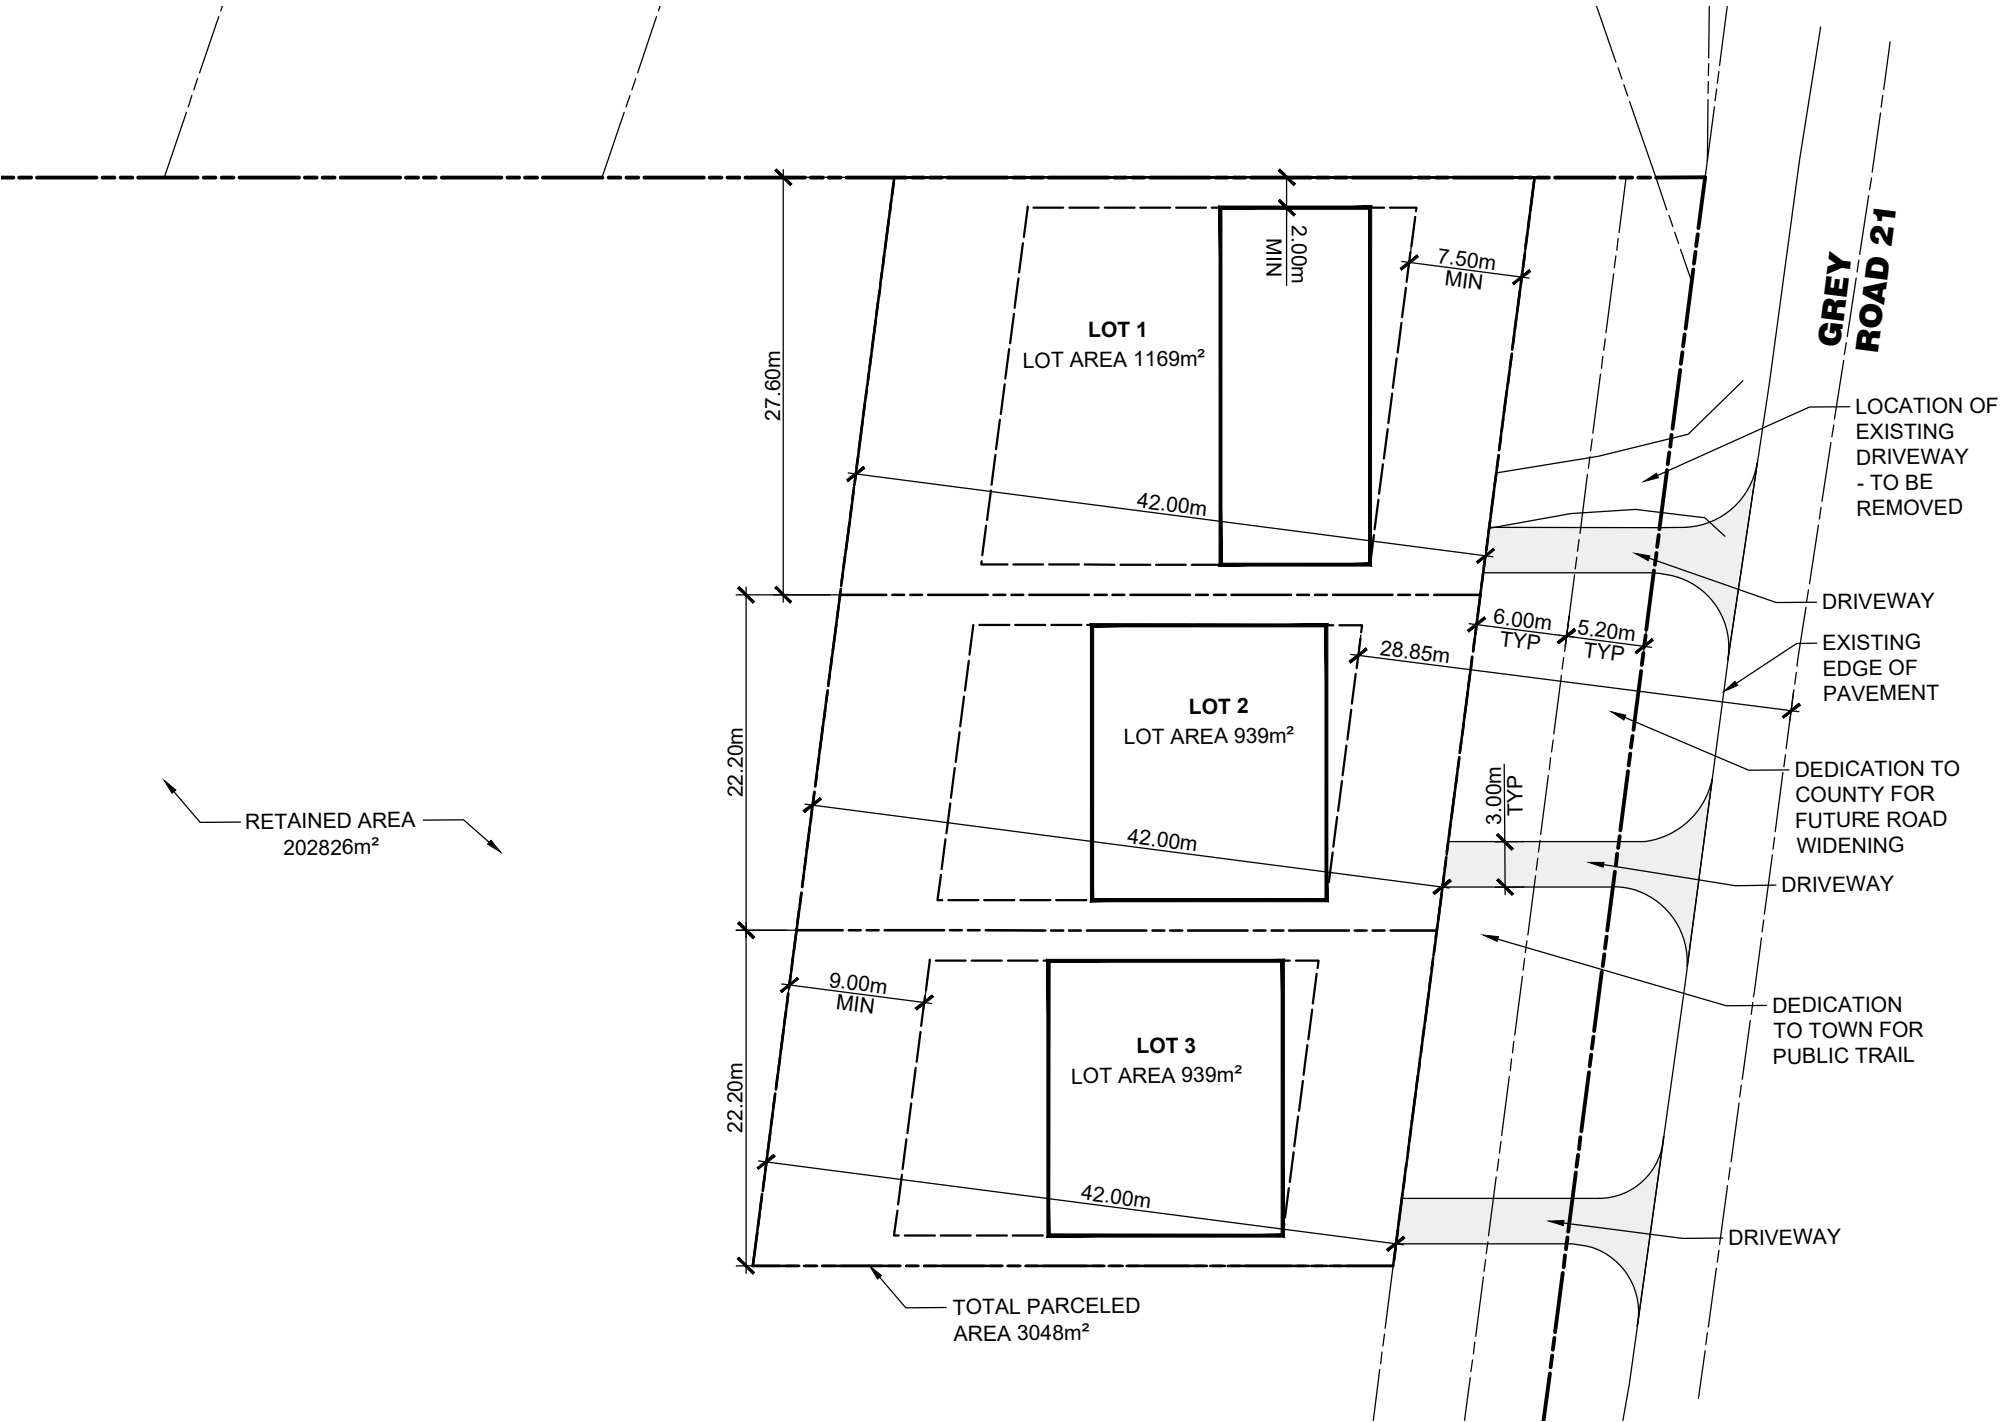 2.00m
MIN
7.50m
MIN
GREY
ROAD 21
LOT 1
LOT AREA 1169m²
27.60m
LOCATION OF
EXISTING
DRIVEWAY
- TO BE
REMOVED
42.00m
DRIVEWAY
6.00m
TYP
5.20m
TYP
28.85m
EXISTING
EDGE OF
PAVEMENT
LOT 2
LOT AREA 939m²
22.20m
3.00m
TYP
DEDICATION TO
COUNTY FOR
FUTURE ROAD
WIDENING
RETAINED AREA
202826m²
42.00m
DRIVEWAY
9.00m
MIN
DEDICATION
TO TOWN FOR
PUBLIC TRAIL
LOT 3
LOT AREA 939m²
22.20m
42.00m
DRIVEWAY
TOTAL PARCELED
AREA 3048m²